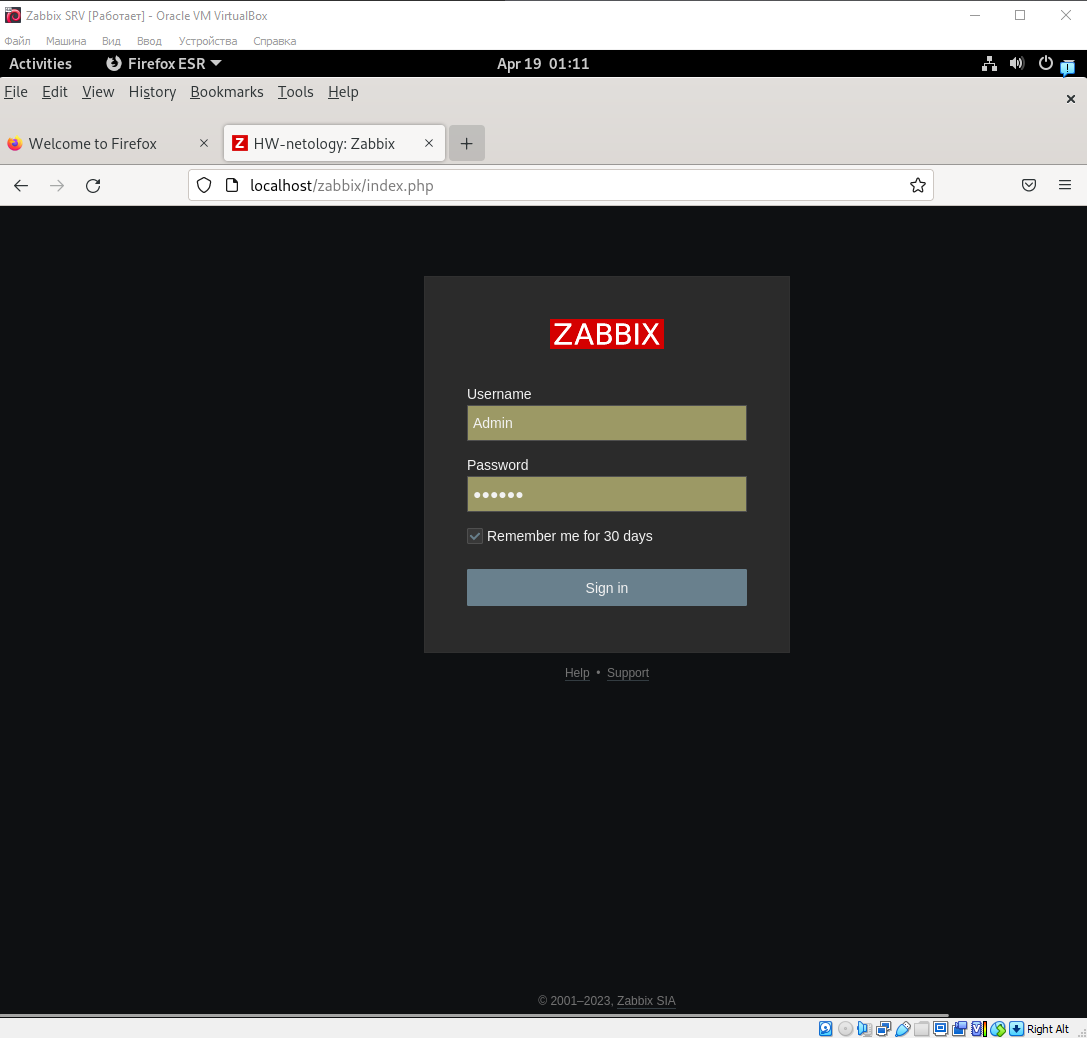 Zabbix SRV [Работает] - Oracle VM VirtualBox
Файл Машина Вид Ввод Устройства Справка
Activities Firefox ESR Apr 19 01:11
File Edit View History Bookmarks Tools Help
Welcome to Firefox HW-netology: Zabbix
localhost/zabbix/index.php
ZABBIX
Username
Admin
Password
●●●●●●
Remember me for 30 days
Sign in
Help • Support
© 2001–2023, Zabbix SIA
Right Alt